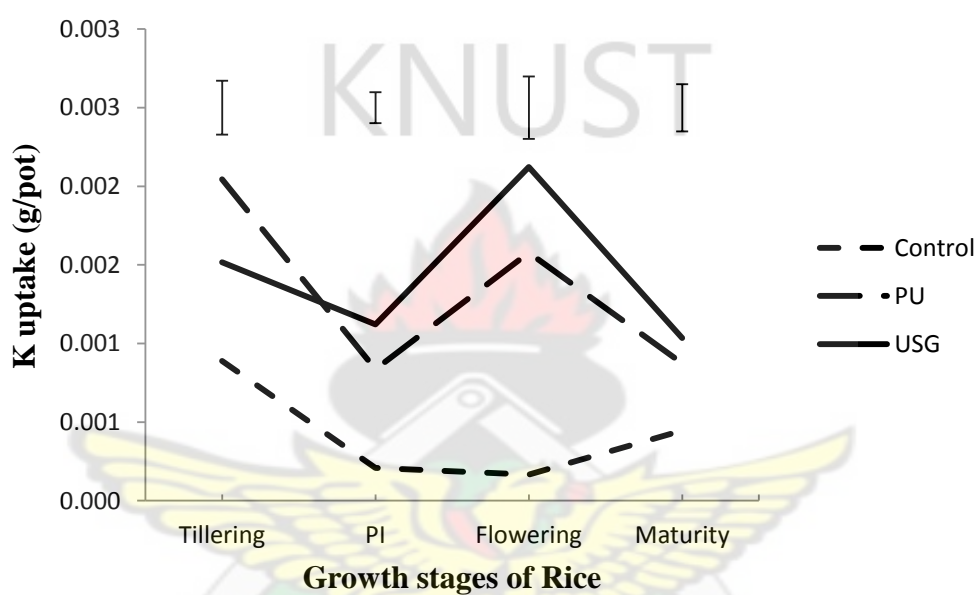 KNUST
0.003
0.003
0.002
0.002
0.001
0.001
0.000
K uptake (g/pot)
Tillering PI Flowering Maturity
Growth stages of Rice
Control
PU
USG